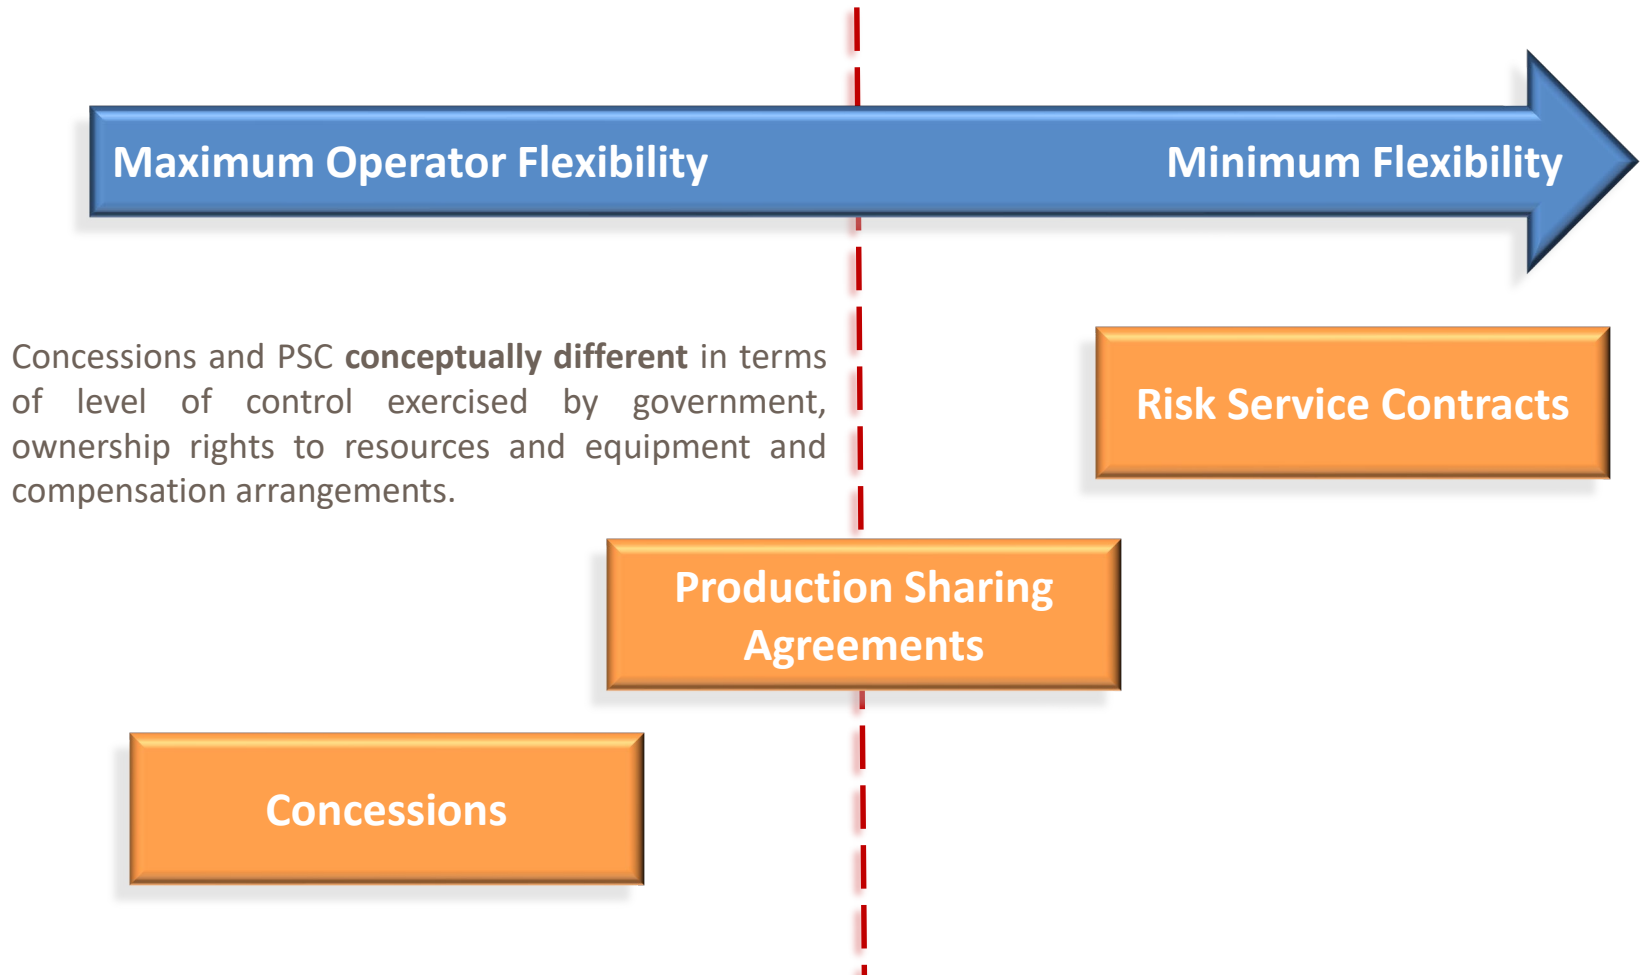 Maximum Operator Flexibility
Minimum Flexibility
Concessions and PSC conceptually different in terms
of level of control exercised by government,
ownership rights to resources and equipment and
compensation arrangements.
Risk Service Contracts
Production Sharing
Agreements
Concessions